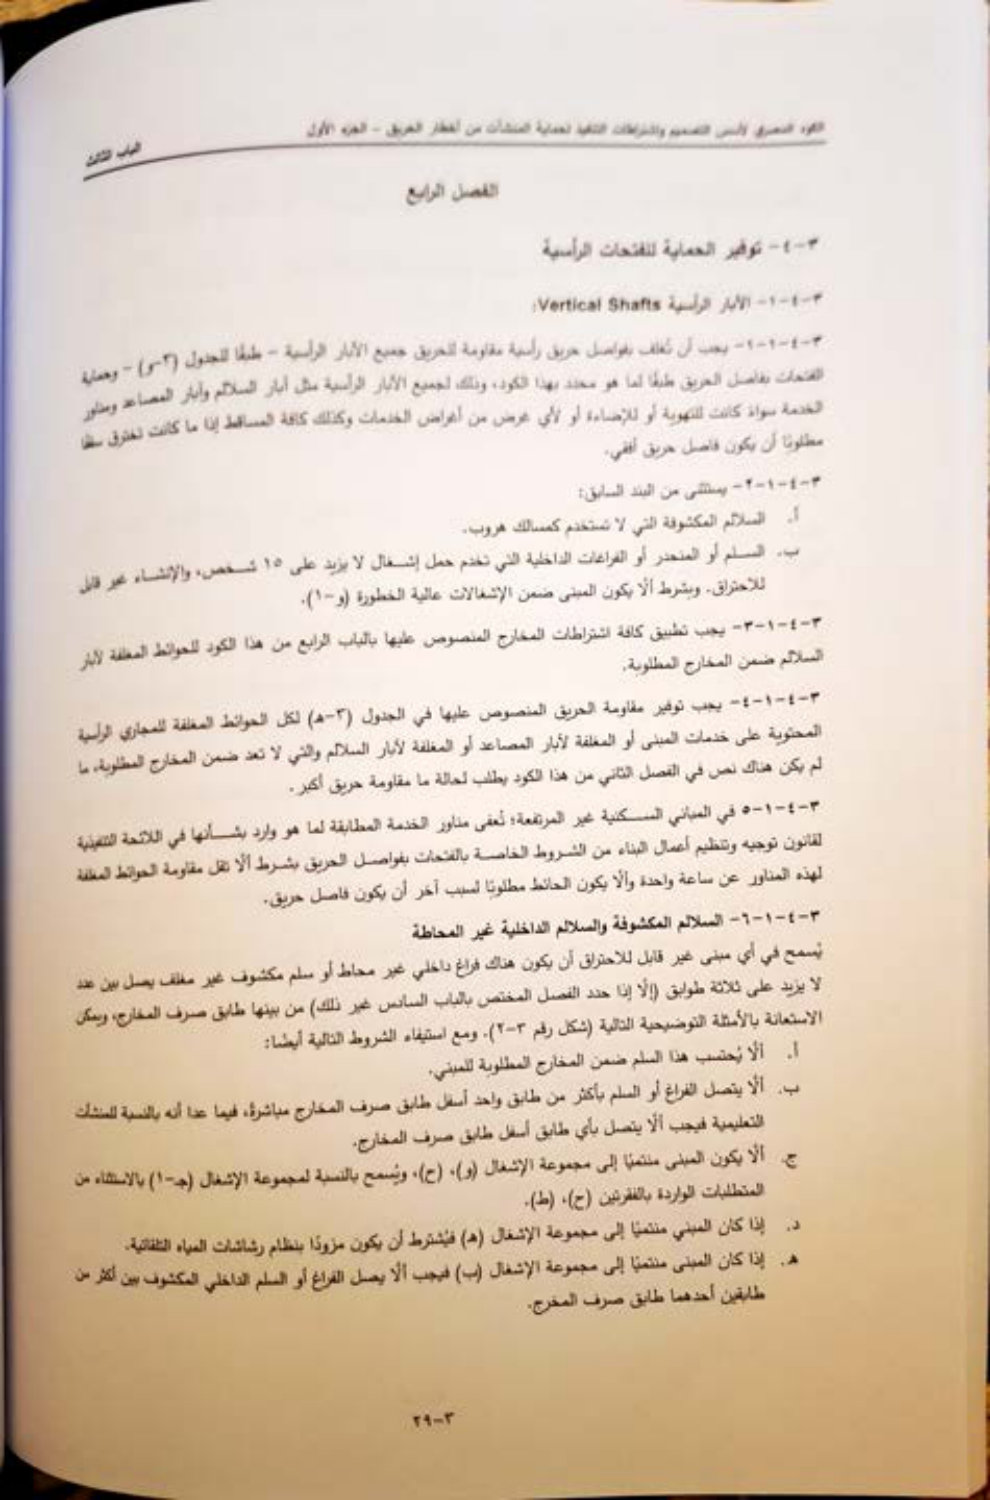 الكود المصري لأسس التصميم واشتراطات التنفيذ لحماية المنشآت من أخطار الحريق – الجزء الأول
الباب الثالث
الفصل الرابع
٣-٤- توفير الحماية للفتحات الرأسية
٣-٤-١- الآبار الرأسية Vertical Shafts:
٣-٤-١-١- يجب أن تُغلف بفواصل حريق رأسية مقاومة للحريق جميع الآبار الرأسية – طبقًا للجدول (٣-و) – وحماية
الفتحات بفاصل الحريق طبقًا لما هو محدد بهذا الكود، وذلك لجميع الآبار الرأسية مثل آبار السلالم وآبار المصاعد ومناور
الخدمة سواء كانت للتهوية أو للإضاءة أو لأي غرض من أغراض الخدمات وكذلك كافة المساقط إذا ما كانت تخترق سقفًا
مطلوبًا أن يكون فاصل حريق أفقي.
٣-٤-١-٢- يستثنى من البند السابق:
أ. السلالم المكشوفة التي لا تستخدم كمسالك هروب.
ب. السلم أو المنحدر أو الفراغات الداخلية التي تخدم حمل إشغال لا يزيد على ١٥ شخص، والإنشاء غير قابل
للاحتراق. وبشرط ألّا يكون المبنى ضمن الإشغالات عالية الخطورة (و-١).
٣-٤-١-٣- يجب تطبيق كافة اشتراطات المخارج المنصوص عليها بالباب الرابع من هذا الكود للحوائط المغلفة لآبار
السلالم ضمن المخارج المطلوبة.
٣-٤-١-٤- يجب توفير مقاومة الحريق المنصوص عليها في الجدول (٣-هـ) لكل الحوائط المغلفة للمجاري الرأسية
المحتوية على خدمات المبنى أو المغلفة لآبار المصاعد أو المغلفة لآبار السلالم والتي لا تعد ضمن المخارج المطلوبة، ما
لم يكن هناك نص في الفصل الثاني من هذا الكود يطلب لحالة ما مقاومة حريق أكبر.
٣-٤-١-٥ في المباني السكنية غير المرتفعة؛ تُعفى مناور الخدمة المطابقة لما هو وارد بشأنها في اللائحة التنفيذية
لقانون توجيه وتنظيم أعمال البناء من الشروط الخاصة بالفتحات بفواصل الحريق بشرط ألّا تقل مقاومة الحوائط المغلفة
لهذه المناور عن ساعة واحدة وألّا يكون الحائط مطلوبًا لسبب آخر أن يكون فاصل حريق.
٣-٤-١-٦- السلالم المكشوفة والسلالم الداخلية غير المحاطة
يُسمح في أي مبنى غير قابل للاحتراق أن يكون هناك فراغ داخلي غير محاط أو سلم مكشوف غير مغلف يصل بين عدد
لا يزيد على ثلاثة طوابق (إلّا إذا حدد الفصل المختص بالباب السادس غير ذلك) من بينها طابق صرف المخارج، ويمكن
الاستعانة بالأمثلة التوضيحية التالية (شكل رقم ٣-٢). ومع استيفاء الشروط التالية أيضًا:
أ. ألّا يُحتسب هذا السلم ضمن المخارج المطلوبة للمبني.
ب. ألّا يتصل الفراغ أو السلم بأكثر من طابق واحد أسفل طابق صرف المخارج مباشرةً، فيما عدا أنه بالنسبة للمنشآت
التعليمية فيجب ألّا يتصل بأي طابق أسفل طابق صرف المخارج.
ج. ألّا يكون المبنى منتميًا إلى مجموعة الإشغال (و)، (ح)، ويُسمح بالنسبة لمجموعة الإشغال (جـ-١) بالاستثناء من
المتطلبات الواردة بالفقرتين (ح)، (ط).
د. إذا كان المبني منتميًا إلى مجموعة الإشغال (هـ) فيُشترط أن يكون مزودًا بنظام رشاشات المياه التلقائية.
هـ. إذا كان المبنى منتميًا إلى مجموعة الإشغال (ب) فيجب ألّا يصل الفراغ أو السلم الداخلي المكشوف بين أكثر من
طابقين أحدهما طابق صرف المخرج.
٣-٢٩